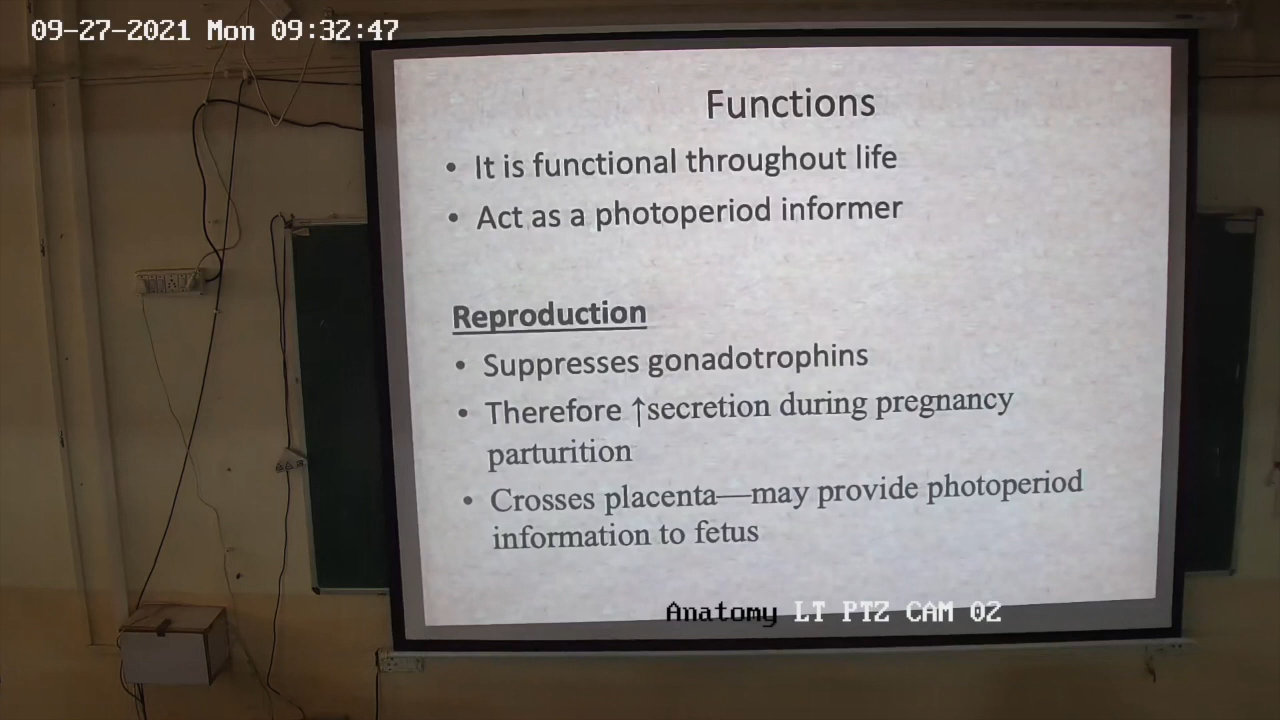 09-27-2021 Mon 09:32:47
Functions
• It is functional throughout life
• Act as a photoperiod informer
Reproduction
• Suppresses gonadotrophins
• Therefore ↑secretion during pregnancy
parturition
• Crosses placenta—may provide photoperiod
information to fetus
Anatomy LT PTZ CAM 02